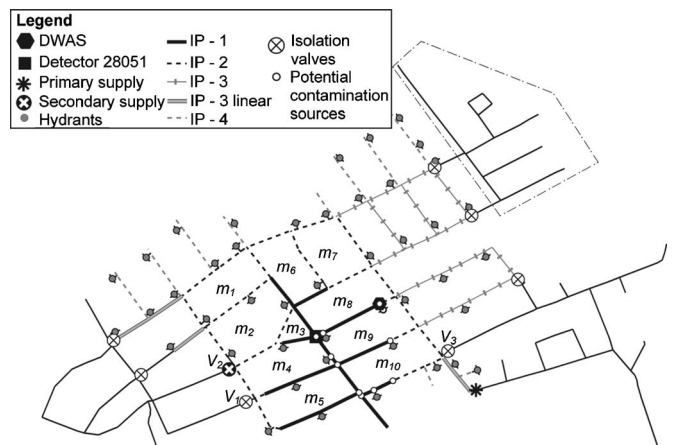 Legend
DWAS
Detector 28051
Primary supply
Secondary supply
Hydrants
IP - 1
IP - 2
IP - 3
IP - 3 linear
IP - 4
Isolation
valves
Potential
contamination
sources
m7
m6
m1
m8
m2
m3
m9
V3
V2
m4
m10
V1
m5